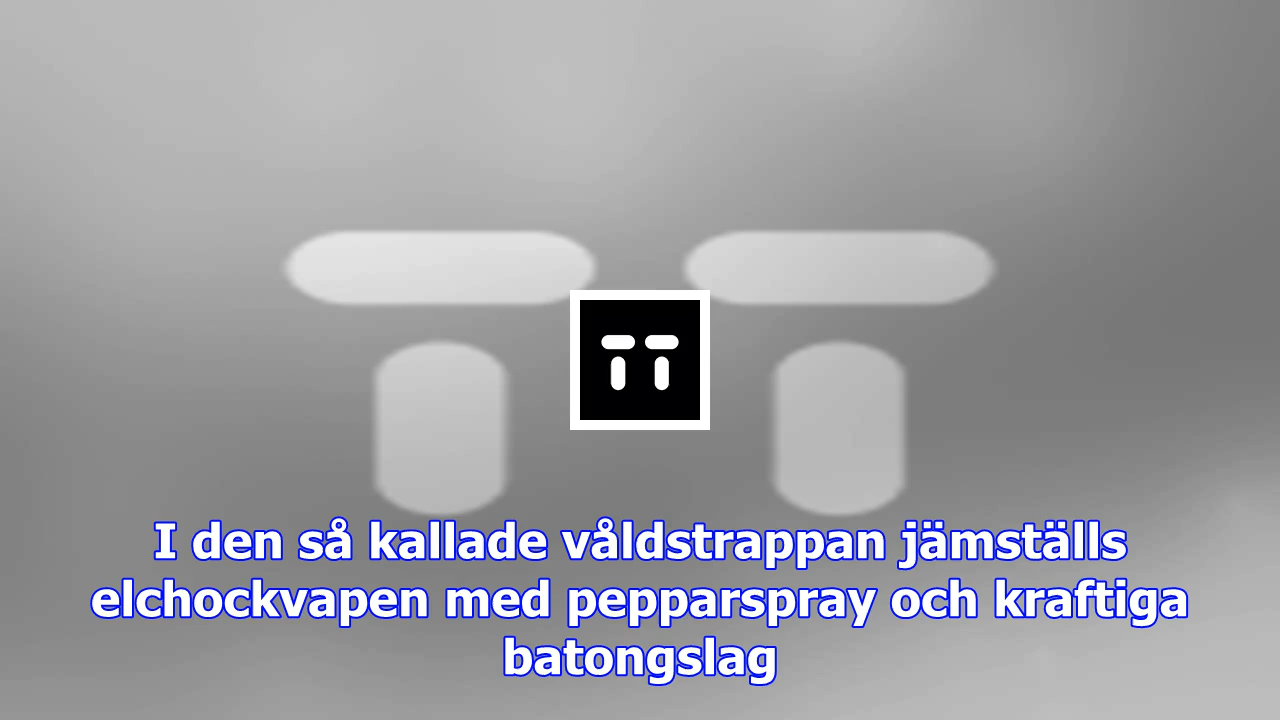 I den så kallade våldstrappan jämställs
elchockvapen med pepparspray och kraftiga
batongslag